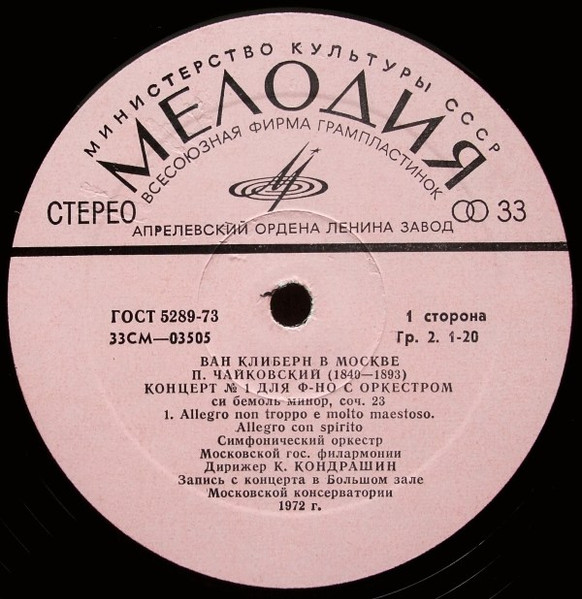 МИНИСТЕРСТВО КУЛЬТУРЫ СССР
МЕЛОДИЯ
ВСЕСОЮЗНАЯ ФИРМА ГРАМПЛАСТИНОК
СТЕРЕО
33
АПРЕЛЕВСКИЙ ОРДЕНА ЛЕНИНА ЗАВОД
ГОСТ 5289-73
1 сторона
33СМ—03505
Гр. 2. 1-20
ВАН КЛИБЕРН В МОСКВЕ
П. ЧАЙКОВСКИЙ (1840—1893)
КОНЦЕРТ № 1 ДЛЯ Ф-НО С ОРКЕСТРОМ
си бемоль минор, соч. 23
1. Allegro non troppo e molto maestoso.
Allegro con spirito
Симфонический оркестр
Московской гос. филармонии
Дирижер К. КОНДРАШИН
Запись с концерта в Большом зале
Московской консерватории
1972 г.